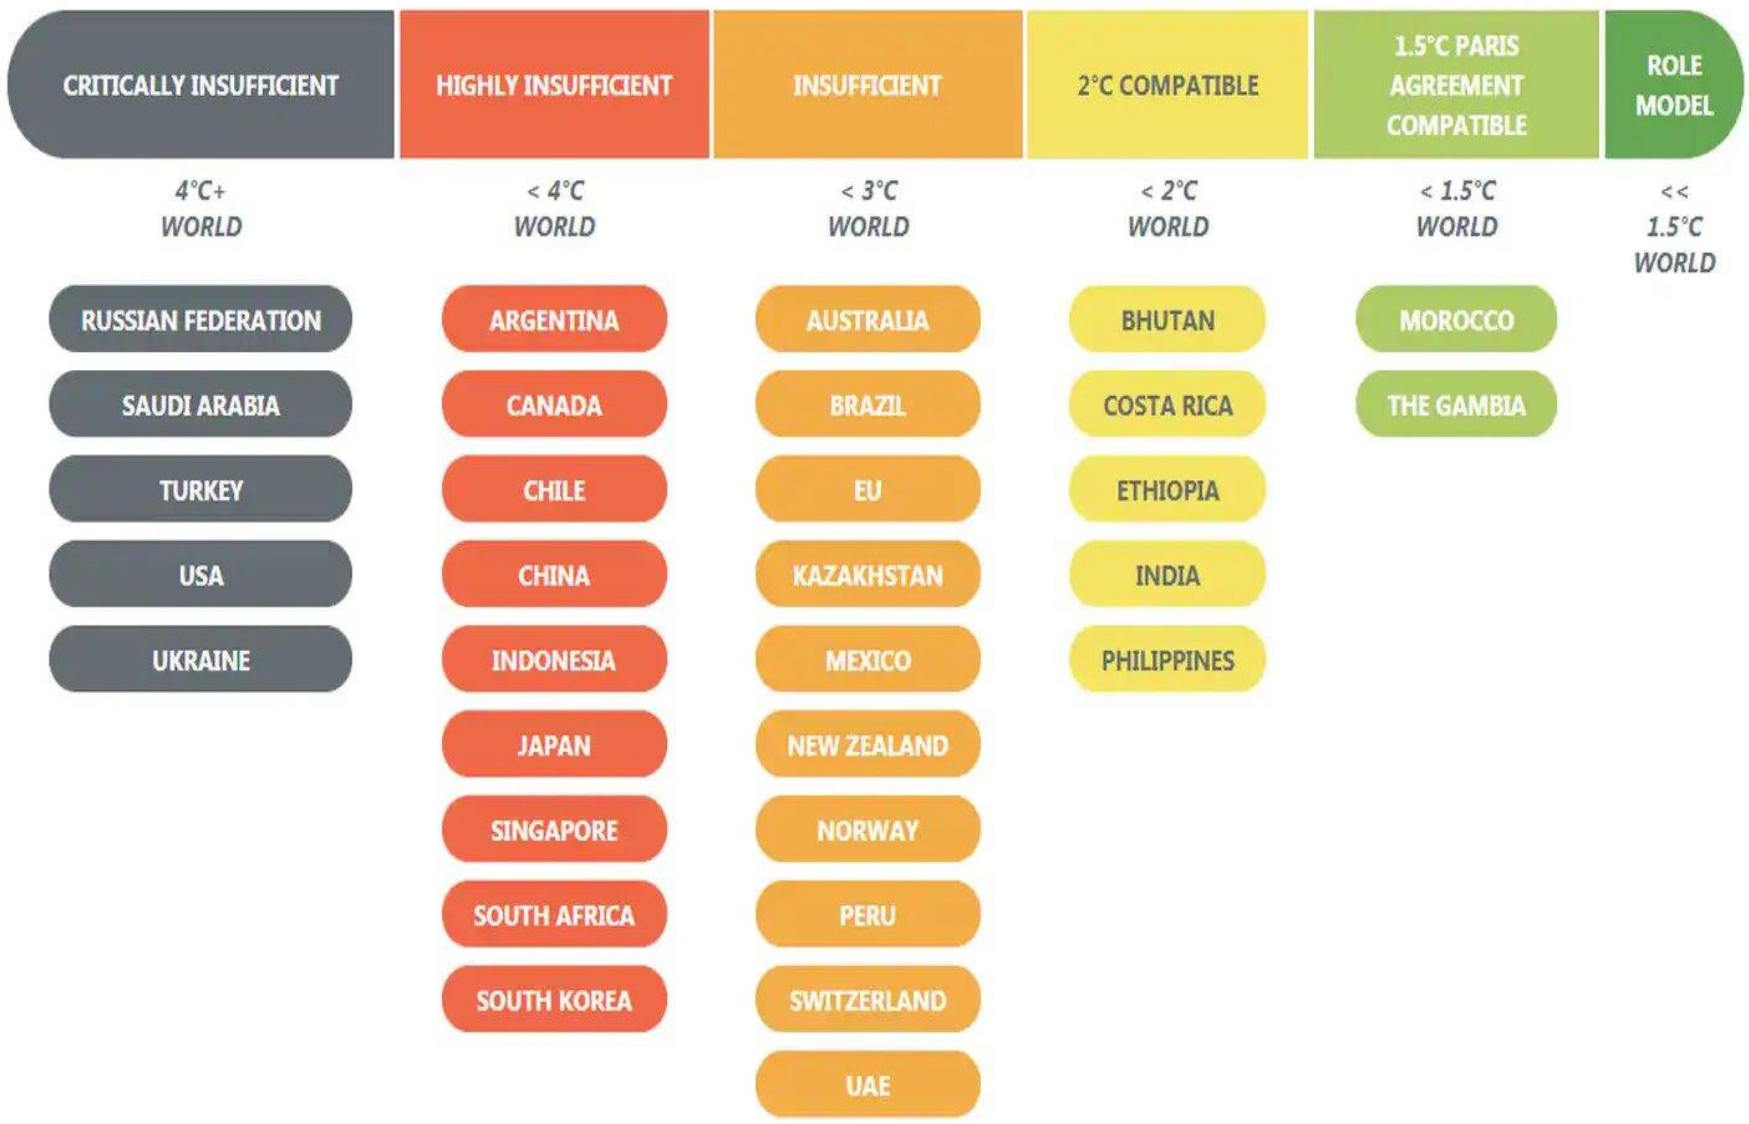 CRITICALLY INSUFFICIENT
4°C+
WORLD
RUSSIAN FEDERATION
SAUDI ARABIA
TURKEY
USA
UKRAINE
HIGHLY INSUFFICIENT
< 4°C
WORLD
ARGENTINA
CANADA
CHILE
CHINA
INDONESIA
JAPAN
SINGAPORE
SOUTH AFRICA
SOUTH KOREA
INSUFFICIENT
< 3°C
WORLD
AUSTRALIA
BRAZIL
EU
KAZAKHSTAN
MEXICO
NEW ZEALAND
NORWAY
PERU
SWITZERLAND
UAE
2°C COMPATIBLE
< 2°C
WORLD
BHUTAN
COSTA RICA
ETHIOPIA
INDIA
PHILIPPINES
1.5°C PARIS
AGREEMENT
COMPATIBLE
< 1.5°C
WORLD
MOROCCO
THE GAMBIA
ROLE
MODEL
<<
1.5°C
WORLD